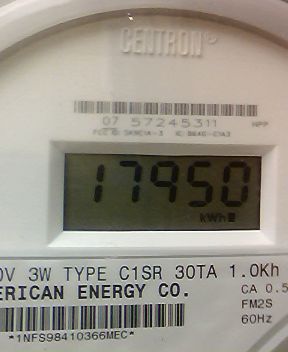 CENTRON®
07 57245311
17950
kWh
3W TYPE C1SR 30TA 1.0Kh
ERICAN ENERGY CO.
CA 0.5
FM2S
60Hz
*1NFS98410366MEC*